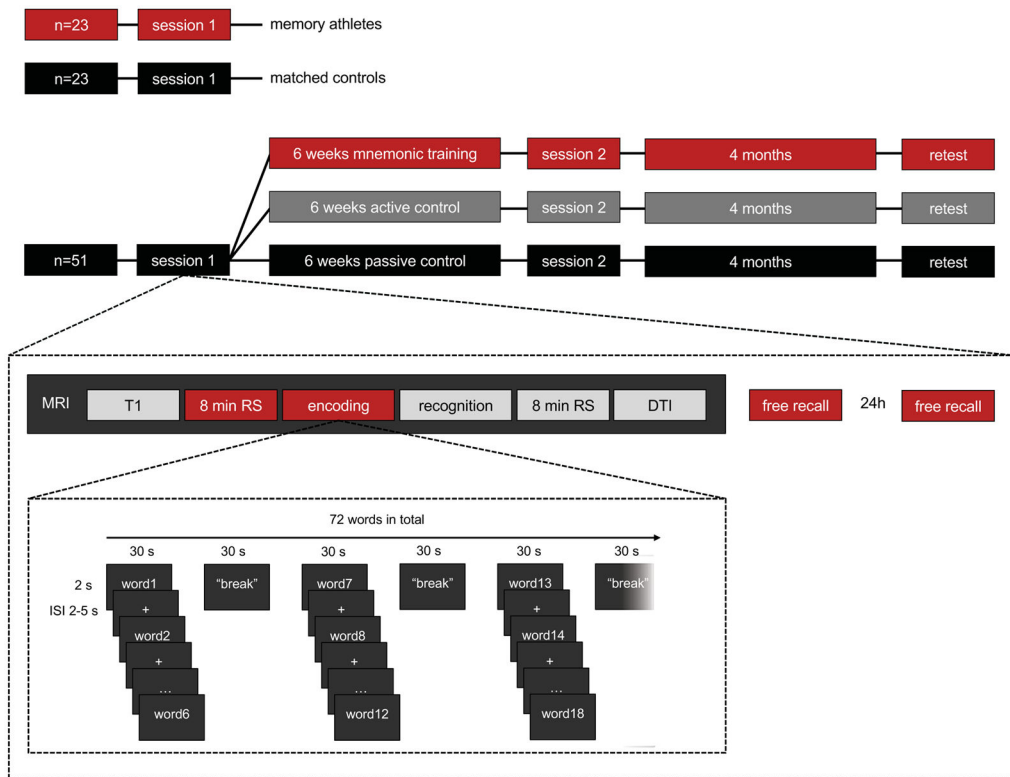 n=23 session 1 memory athletes
n=23 session 1 matched controls
6 weeks mnemonic training session 2 4 months retest
6 weeks active control session 2 4 months retest
n=51 session 1 6 weeks passive control session 2 4 months retest
MRI T1 8 min RS encoding recognition 8 min RS DTI free recall 24h free recall
72 words in total
30 s 30 s 30 s 30 s 30 s 30 s
2 s word1 “break” word7 “break” word13 “break”
ISI 2-5 s + + +
word2 word8 word14
+ + +
... ... ...
word6 word12 word18